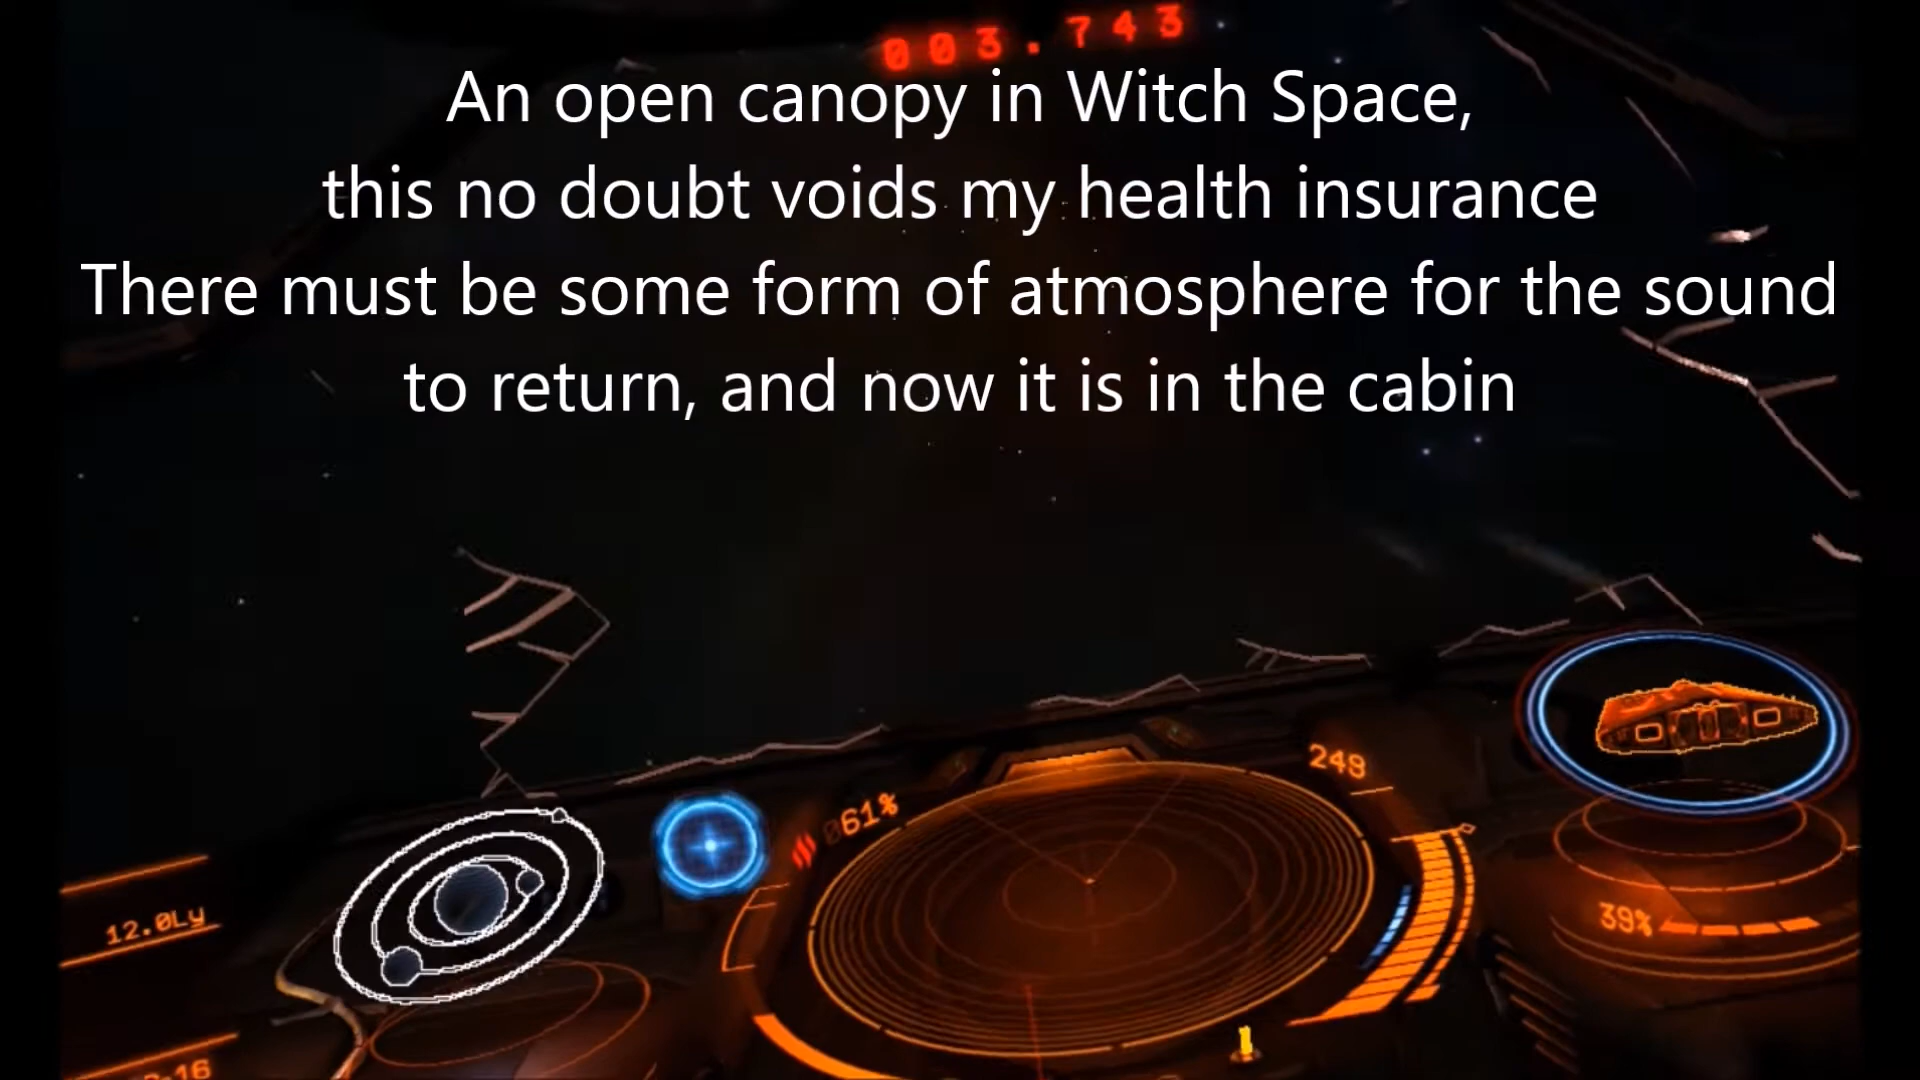 003.743
An open canopy in Witch Space,
this no doubt voids my health insurance
There must be some form of atmosphere for the sound
to return, and now it is in the cabin
249
61%
12.0Ly
39%